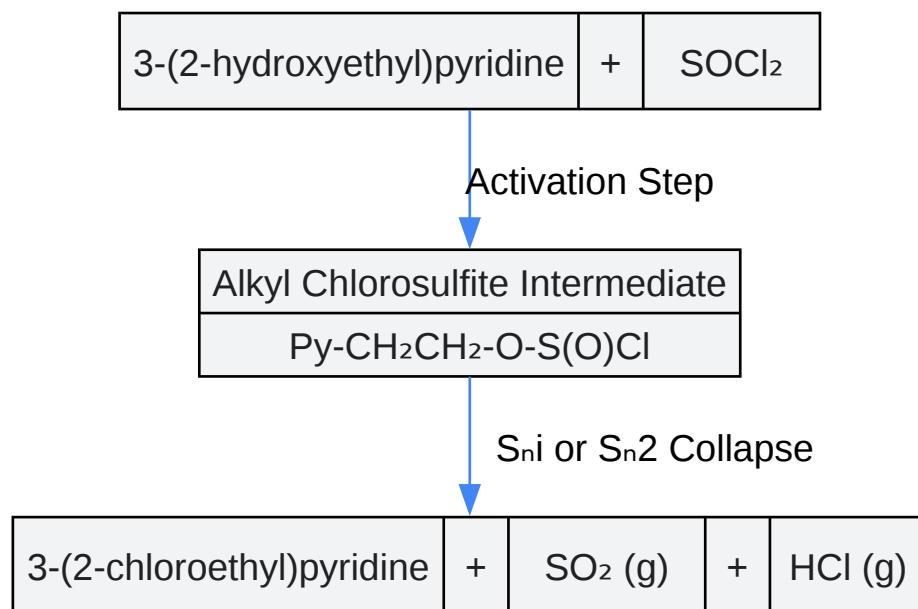 3-(2-hydroxyethyl)pyridine + SOCl₂
Activation Step
Alkyl Chlorosulfite Intermediate
Py-CH₂CH₂-O-S(O)Cl
Sₙi or Sₙ2 Collapse
3-(2-chloroethyl)pyridine + SO₂ (g) + HCl (g)